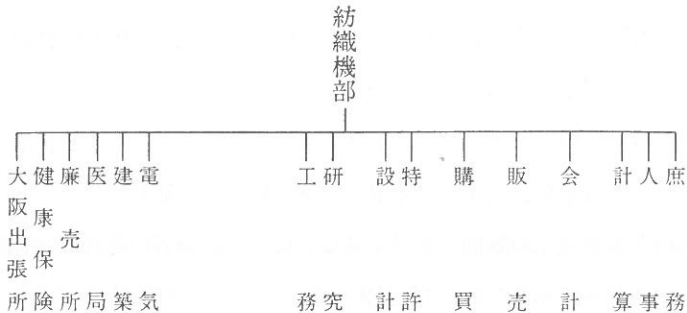 紡織機部
庶務
人事
計算
会計
販売
購買
特許
設計
研究
工務
電気
建築
医局
廉売所
健康保険
大阪出張所